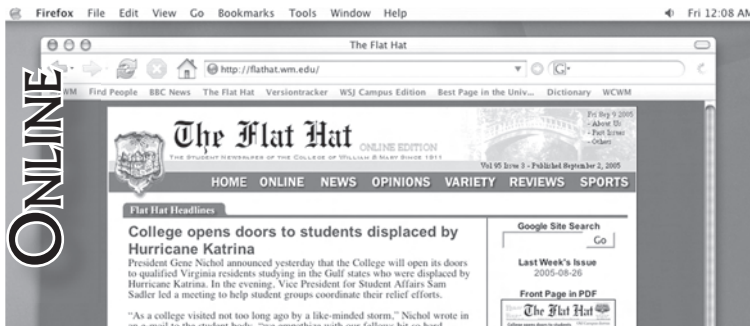 Firefox File Edit View Go Bookmarks Tools Window Help Fri 12:08 AM
The Flat Hat
http://flathat.wm.edu/
WM Find People BBC News The Flat Hat Versiontracker WSJ Campus Edition Best Page in the Univ... Dictionary WCWM
ONLINE
Fri Sep 9 2005
- About Us
- Past Issues
- Others
The Flat Hat ONLINE EDITION
THE STUDENT NEWSPAPER OF THE COLLEGE OF WILLIAM & MARY SINCE 1911
Vol 95 Issue 3 - Published September 2, 2005
HOME ONLINE NEWS OPINIONS VARIETY REVIEWS SPORTS
Flat Hat Headlines
College opens doors to students displaced by
Hurricane Katrina
President Gene Nichol announced yesterday that the College will open its doors
to qualified Virginia residents studying in the Gulf states who were displaced by
Hurricane Katrina. In the evening, Vice President for Student Affairs Sam
Sadler led a meeting to help student groups coordinate their relief efforts.
"As a college visited not too long ago by a like-minded storm," Nichol wrote in
Google Site Search
Go
Last Week's Issue
2005-08-26
Front Page in PDF
The Flat Hat